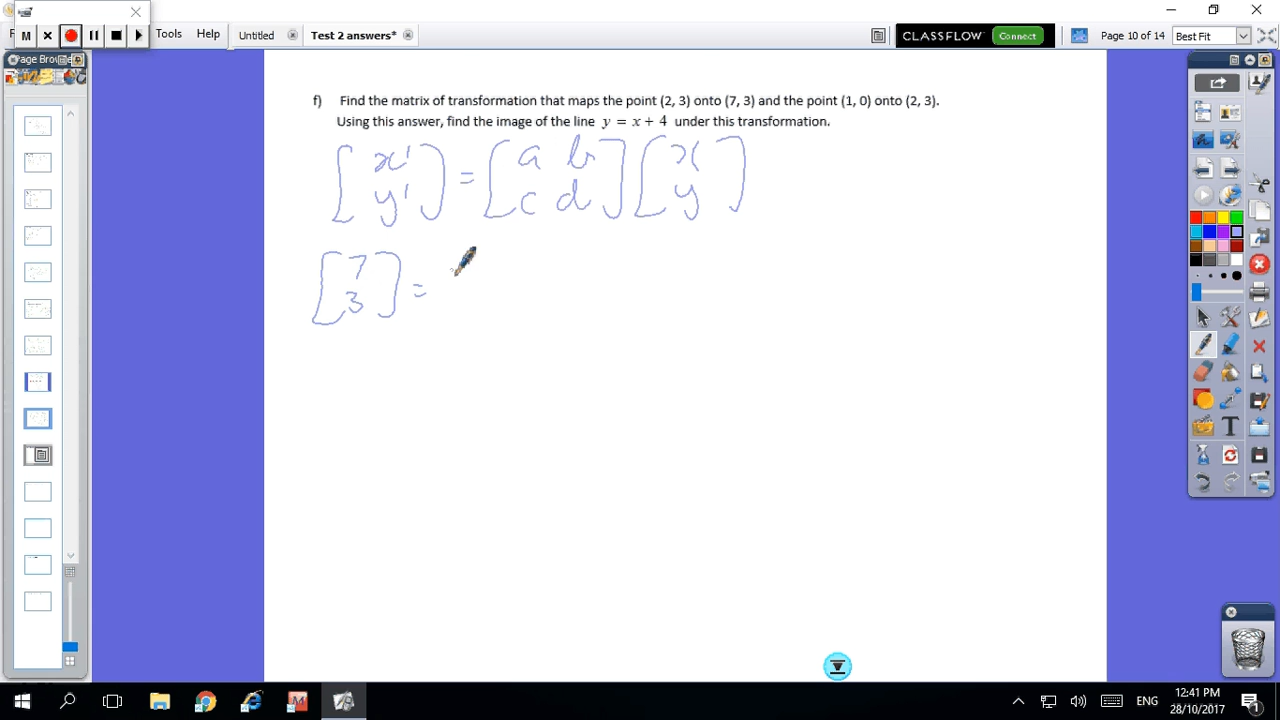 M
Tools Help Untitled Test 2 answers* CLASSFLOW Connect Page 10 of 14 Best Fit
f) Find the matrix of transformation that maps the point (2, 3) onto (7, 3) and the point (1, 0) onto (2, 3).
Using this answer, find the image of the line y = x + 4 under this transformation.
[x' y'] = [a b c d] [x y]
[7 3] =
T
12:41 PM
ENG
28/10/2017
1